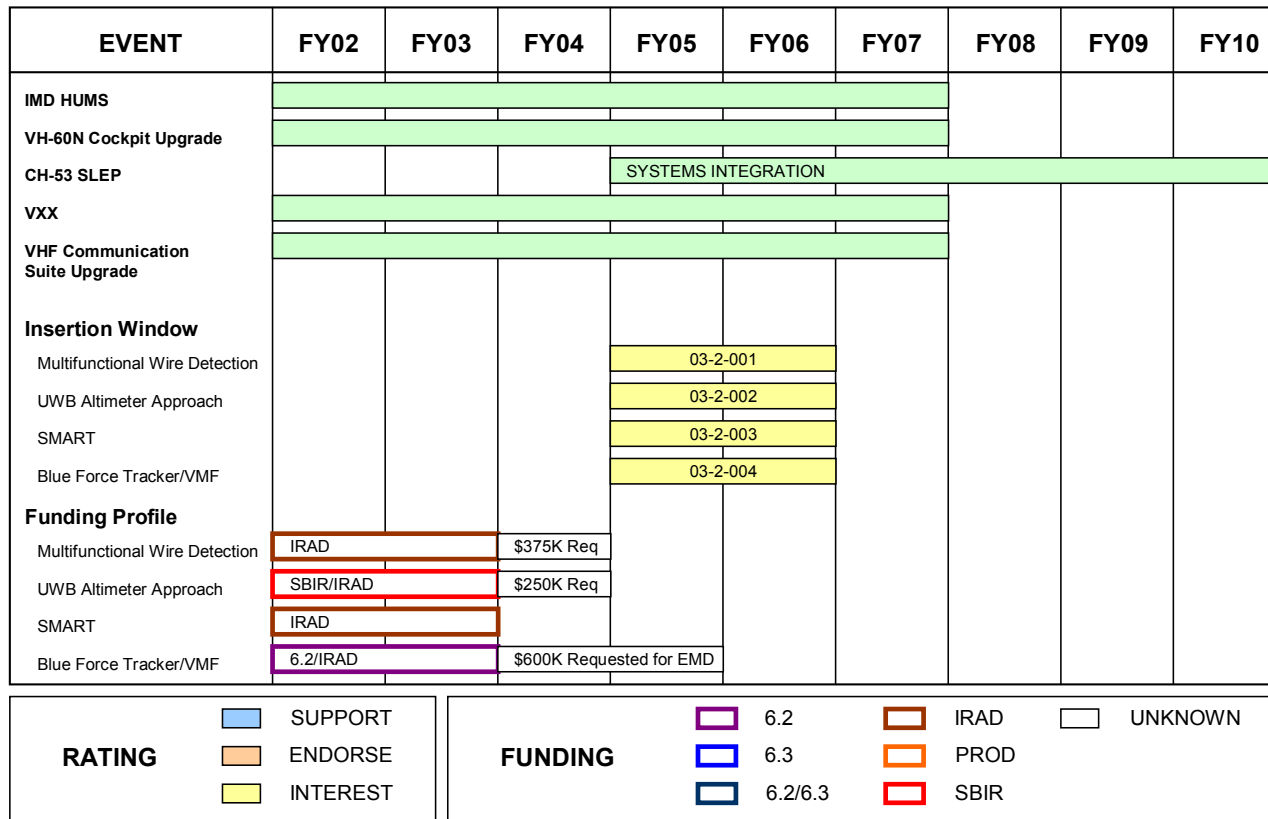 EVENT FY02 FY03 FY04 FY05 FY06 FY07 FY08 FY09 FY10
IMD HUMS
VH-60N Cockpit Upgrade
CH-53 SLEP SYSTEMS INTEGRATION
VXX
VHF Communication
Suite Upgrade
Insertion Window
Multifunctional Wire Detection 03-2-001
UWB Altimeter Approach 03-2-002
SMART 03-2-003
Blue Force Tracker/VMF 03-2-004
Funding Profile
Multifunctional Wire Detection IRAD $375K Req
UWB Altimeter Approach SBIR/IRAD $250K Req
SMART IRAD
Blue Force Tracker/VMF 6.2/IRAD $600K Requested for EMD
RATING
SUPPORT
ENDORSE
INTEREST
FUNDING
6.2 IRAD UNKNOWN
6.3 PROD
6.2/6.3 SBIR